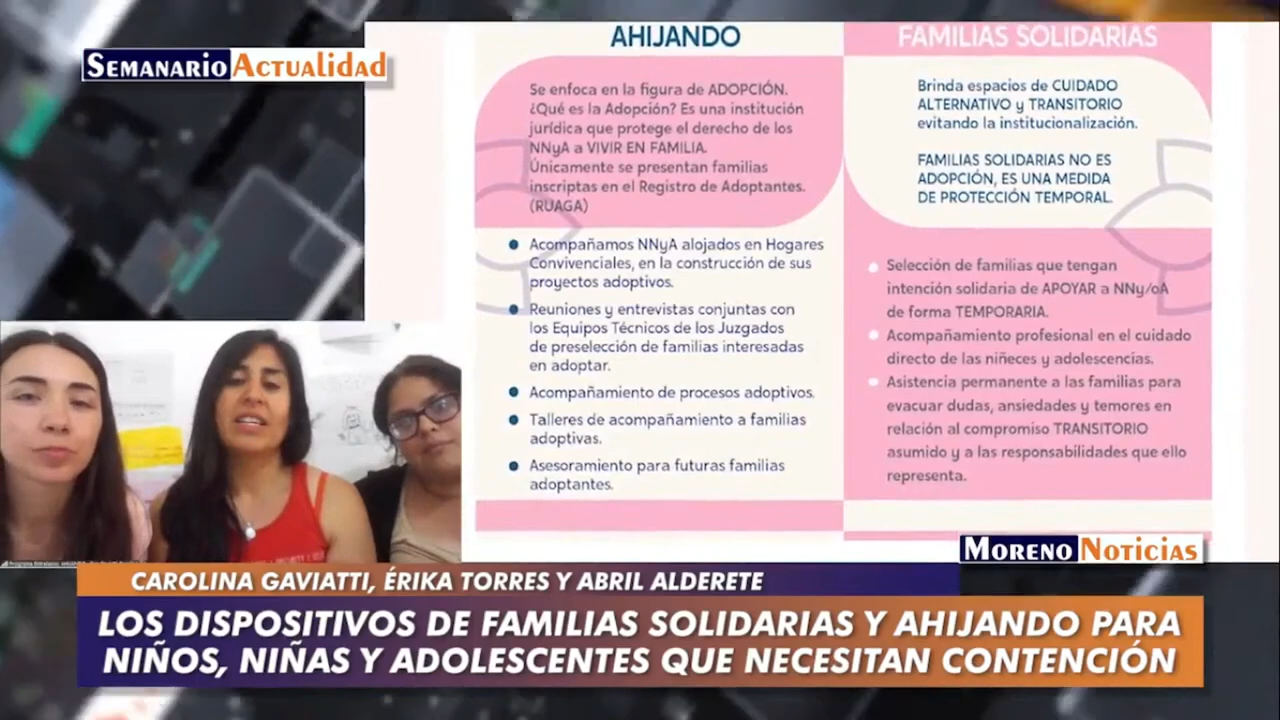 SEMANARIO ACTUALIDAD
AHIJANDO
Se enfoca en la figura de ADOPCIÓN.
¿Qué es la Adopción? Es una institución
jurídica que protege el derecho de los
NNyA a VIVIR EN FAMILIA.
Únicamente se presentan familias
inscriptas en el Registro de Adoptantes.
(RUAGA)
Acompañamos NNyA alojados en Hogares
Convivenciales, en la construcción de sus
proyectos adoptivos.
Reuniones y entrevistas conjuntas con
los Equipos Técnicos de los Juzgados
de preselección de familias interesadas
en adoptar.
Acompañamiento de procesos adoptivos.
Talleres de acompañamiento a familias
adoptivas.
Asesoramiento para futuras familias
adoptantes.
FAMILIAS SOLIDARIAS
Brinda espacios de CUIDADO
ALTERNATIVO y TRANSITORIO
evitando la institucionalización.
FAMILIAS SOLIDARIAS NO ES
ADOPCIÓN, ES UNA MEDIDA
DE PROTECCIÓN TEMPORAL.
Selección de familias que tengan
intención solidaria de APOYAR a NNy/oA
de forma TEMPORARIA.
Acompañamiento profesional en el cuidado
directo de las niñeces y adolescencias.
Asistencia permanente a las familias para
evacuar dudas, ansiedades y temores en
relación al compromiso TRANSITORIO
asumido y a las responsabilidades que ello
representa.
MORENO NOTICIAS
CAROLINA GAVIATTI, ÉRIKA TORRES Y ABRIL ALDERETE
LOS DISPOSITIVOS DE FAMILIAS SOLIDARIAS Y AHIJANDO PARA
NIÑOS, NIÑAS Y ADOLESCENTES QUE NECESITAN CONTENCIÓN